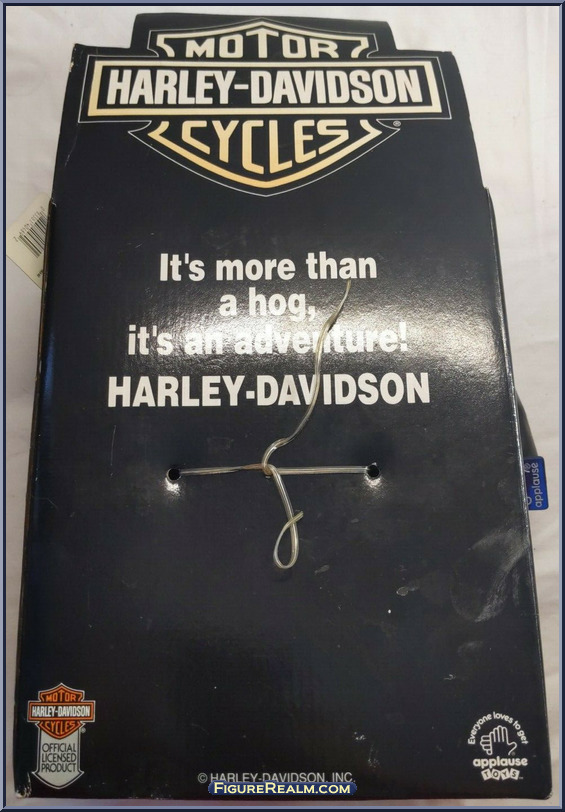 MOTOR
HARLEY-DAVIDSON
CYCLES
®
It's more than
a hog,
it's an adventure!
HARLEY-DAVIDSON
applause
MOTOR
HARLEY-DAVIDSON
CYCLES
OFFICIAL
LICENSED
PRODUCT
Everyone loves to get
applause
TOYS
© HARLEY-DAVIDSON, INC.
FIGUREREALM.COM